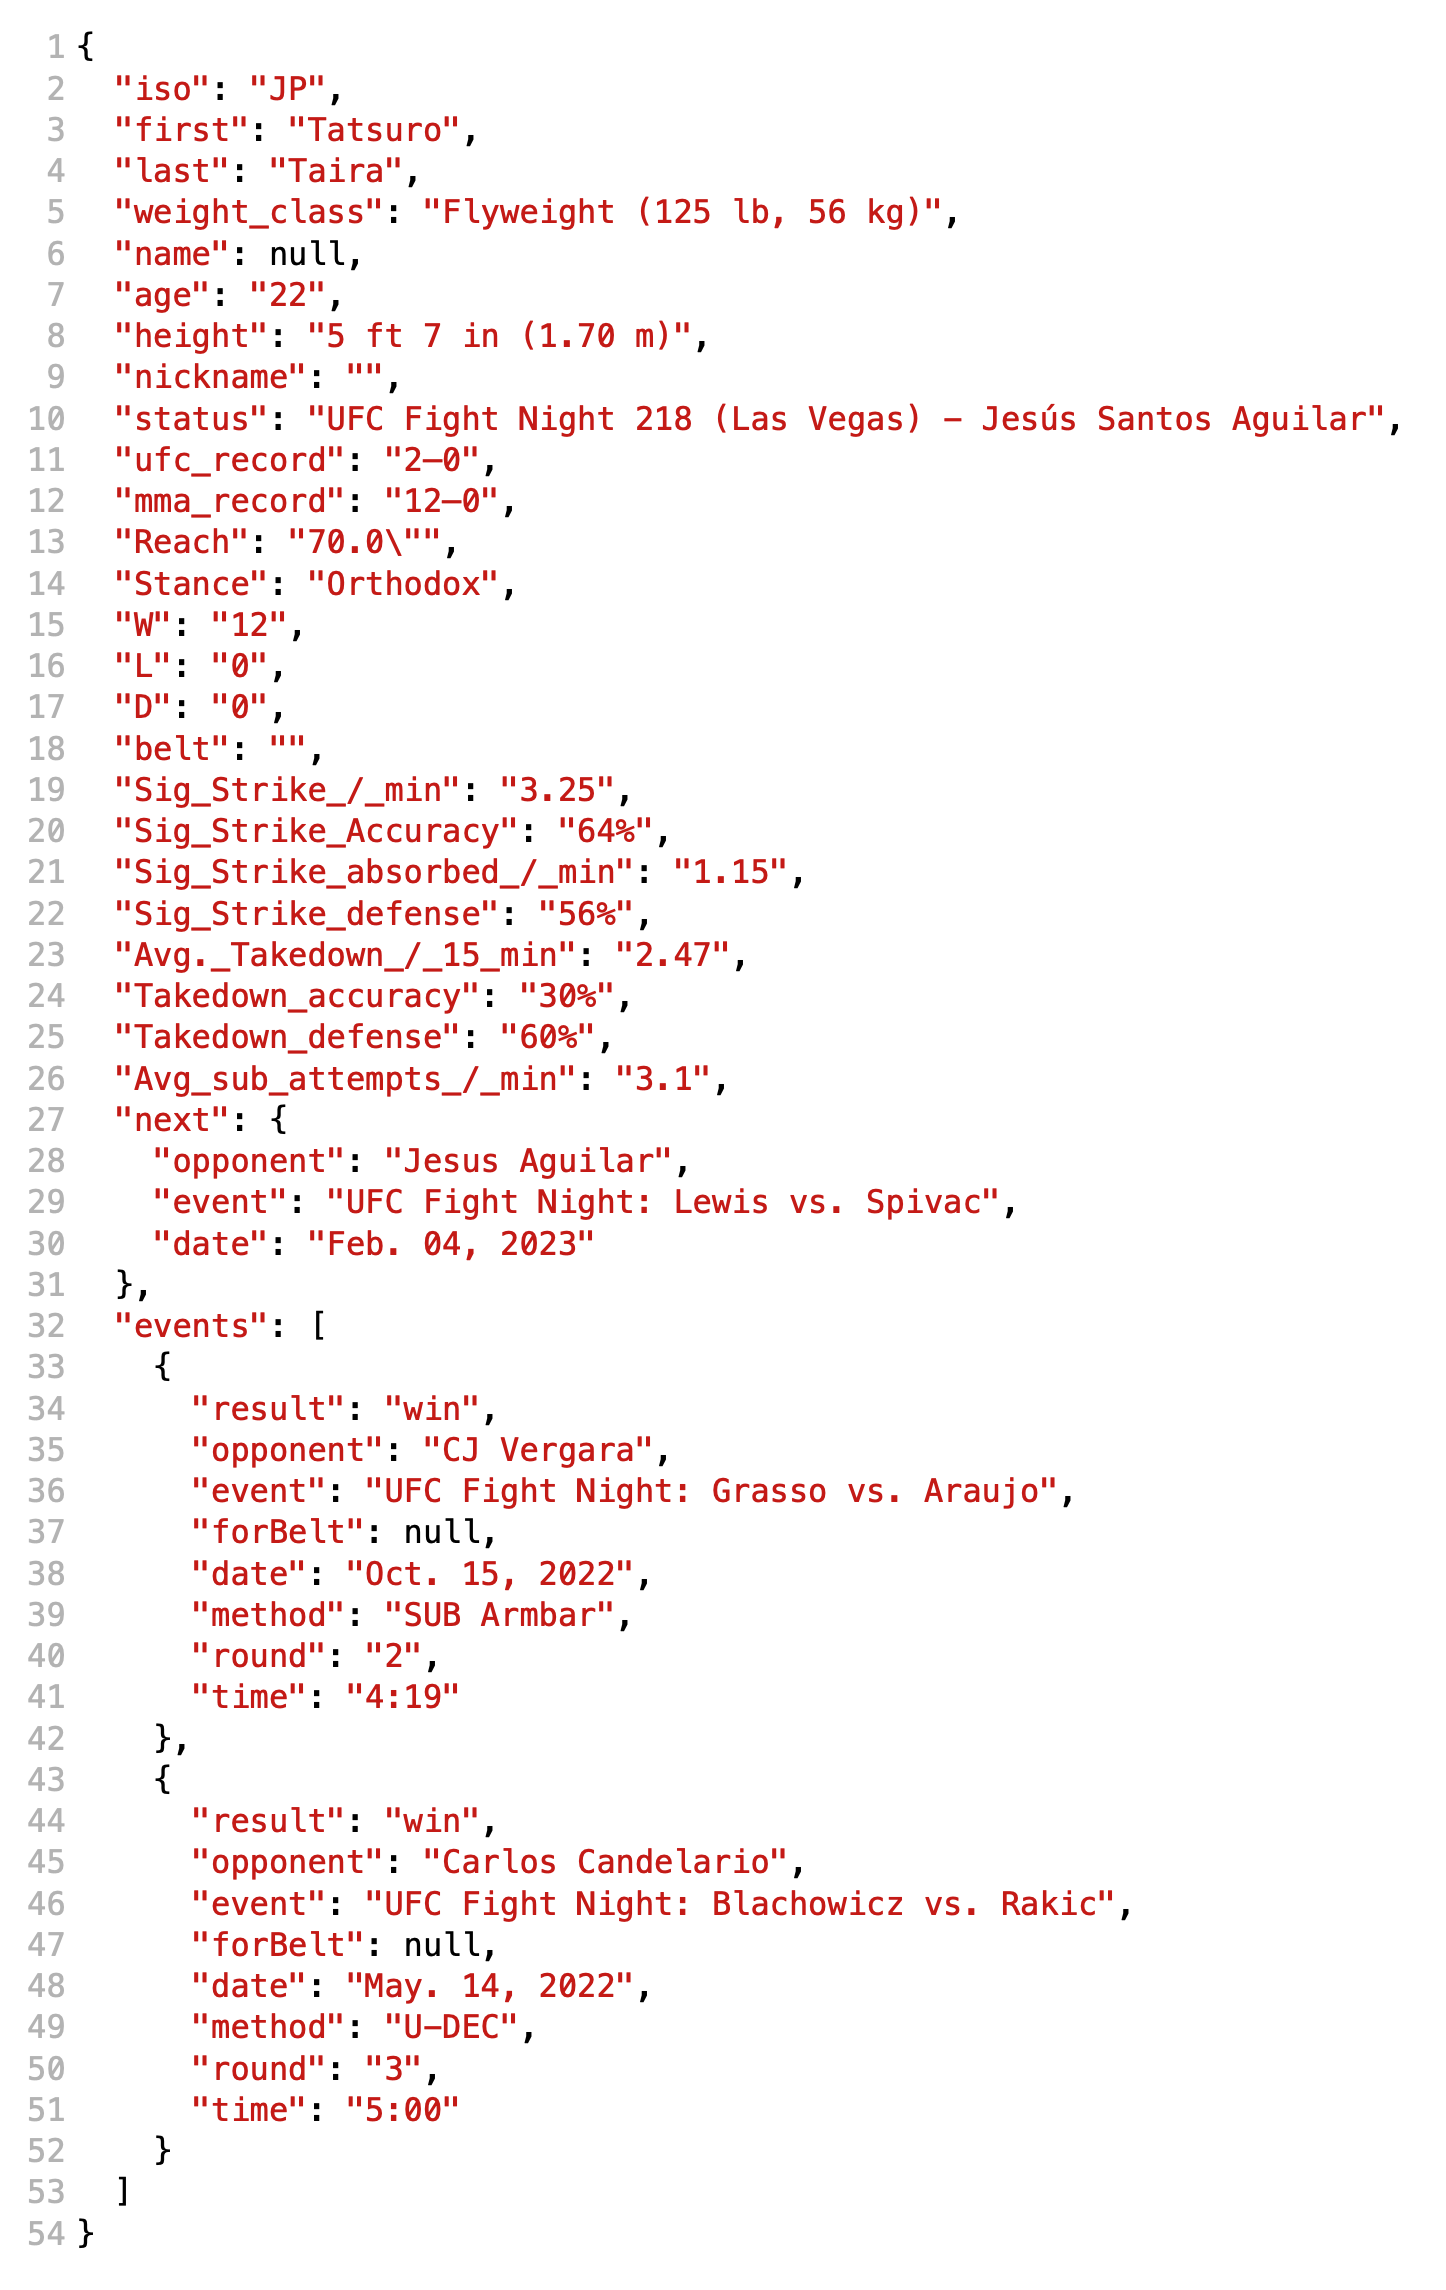 1 {
2   "iso": "JP",
3   "first": "Tatsuro",
4   "last": "Taira",
5   "weight_class": "Flyweight (125 lb, 56 kg)",
6   "name": null,
7   "age": "22",
8   "height": "5 ft 7 in (1.70 m)",
9   "nickname": "",
10   "status": "UFC Fight Night 218 (Las Vegas) – Jesús Santos Aguilar",
11   "ufc_record": "2–0",
12   "mma_record": "12–0",
13   "Reach": "70.0\"",
14   "Stance": "Orthodox",
15   "W": "12",
16   "L": "0",
17   "D": "0",
18   "belt": "",
19   "Sig_Strike_/_min": "3.25",
20   "Sig_Strike_Accuracy": "64%",
21   "Sig_Strike_absorbed_/_min": "1.15",
22   "Sig_Strike_defense": "56%",
23   "Avg._Takedown_/_15_min": "2.47",
24   "Takedown_accuracy": "30%",
25   "Takedown_defense": "60%",
26   "Avg_sub_attempts_/_min": "3.1",
27   "next": {
28     "opponent": "Jesus Aguilar",
29     "event": "UFC Fight Night: Lewis vs. Spivac",
30     "date": "Feb. 04, 2023"
31   },
32   "events": [
33     {
34       "result": "win",
35       "opponent": "CJ Vergara",
36       "event": "UFC Fight Night: Grasso vs. Araujo",
37       "forBelt": null,
38       "date": "Oct. 15, 2022",
39       "method": "SUB Armbar",
40       "round": "2",
41       "time": "4:19"
42     },
43     {
44       "result": "win",
45       "opponent": "Carlos Candelario",
46       "event": "UFC Fight Night: Blachowicz vs. Rakic",
47       "forBelt": null,
48       "date": "May. 14, 2022",
49       "method": "U-DEC",
50       "round": "3",
51       "time": "5:00"
52     }
53   ]
54 }